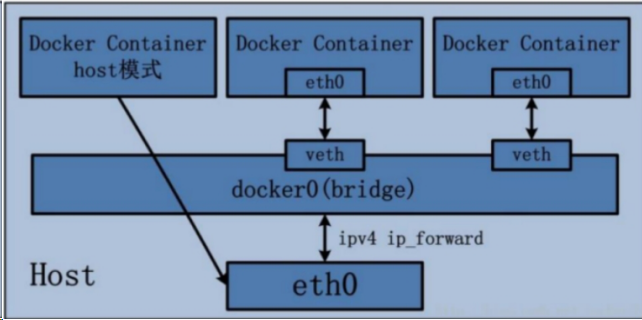 Docker Container
host模式
Docker Container
eth0
Docker Container
eth0
veth
veth
docker0(bridge)
ipv4 ip_forward
Host
eth0